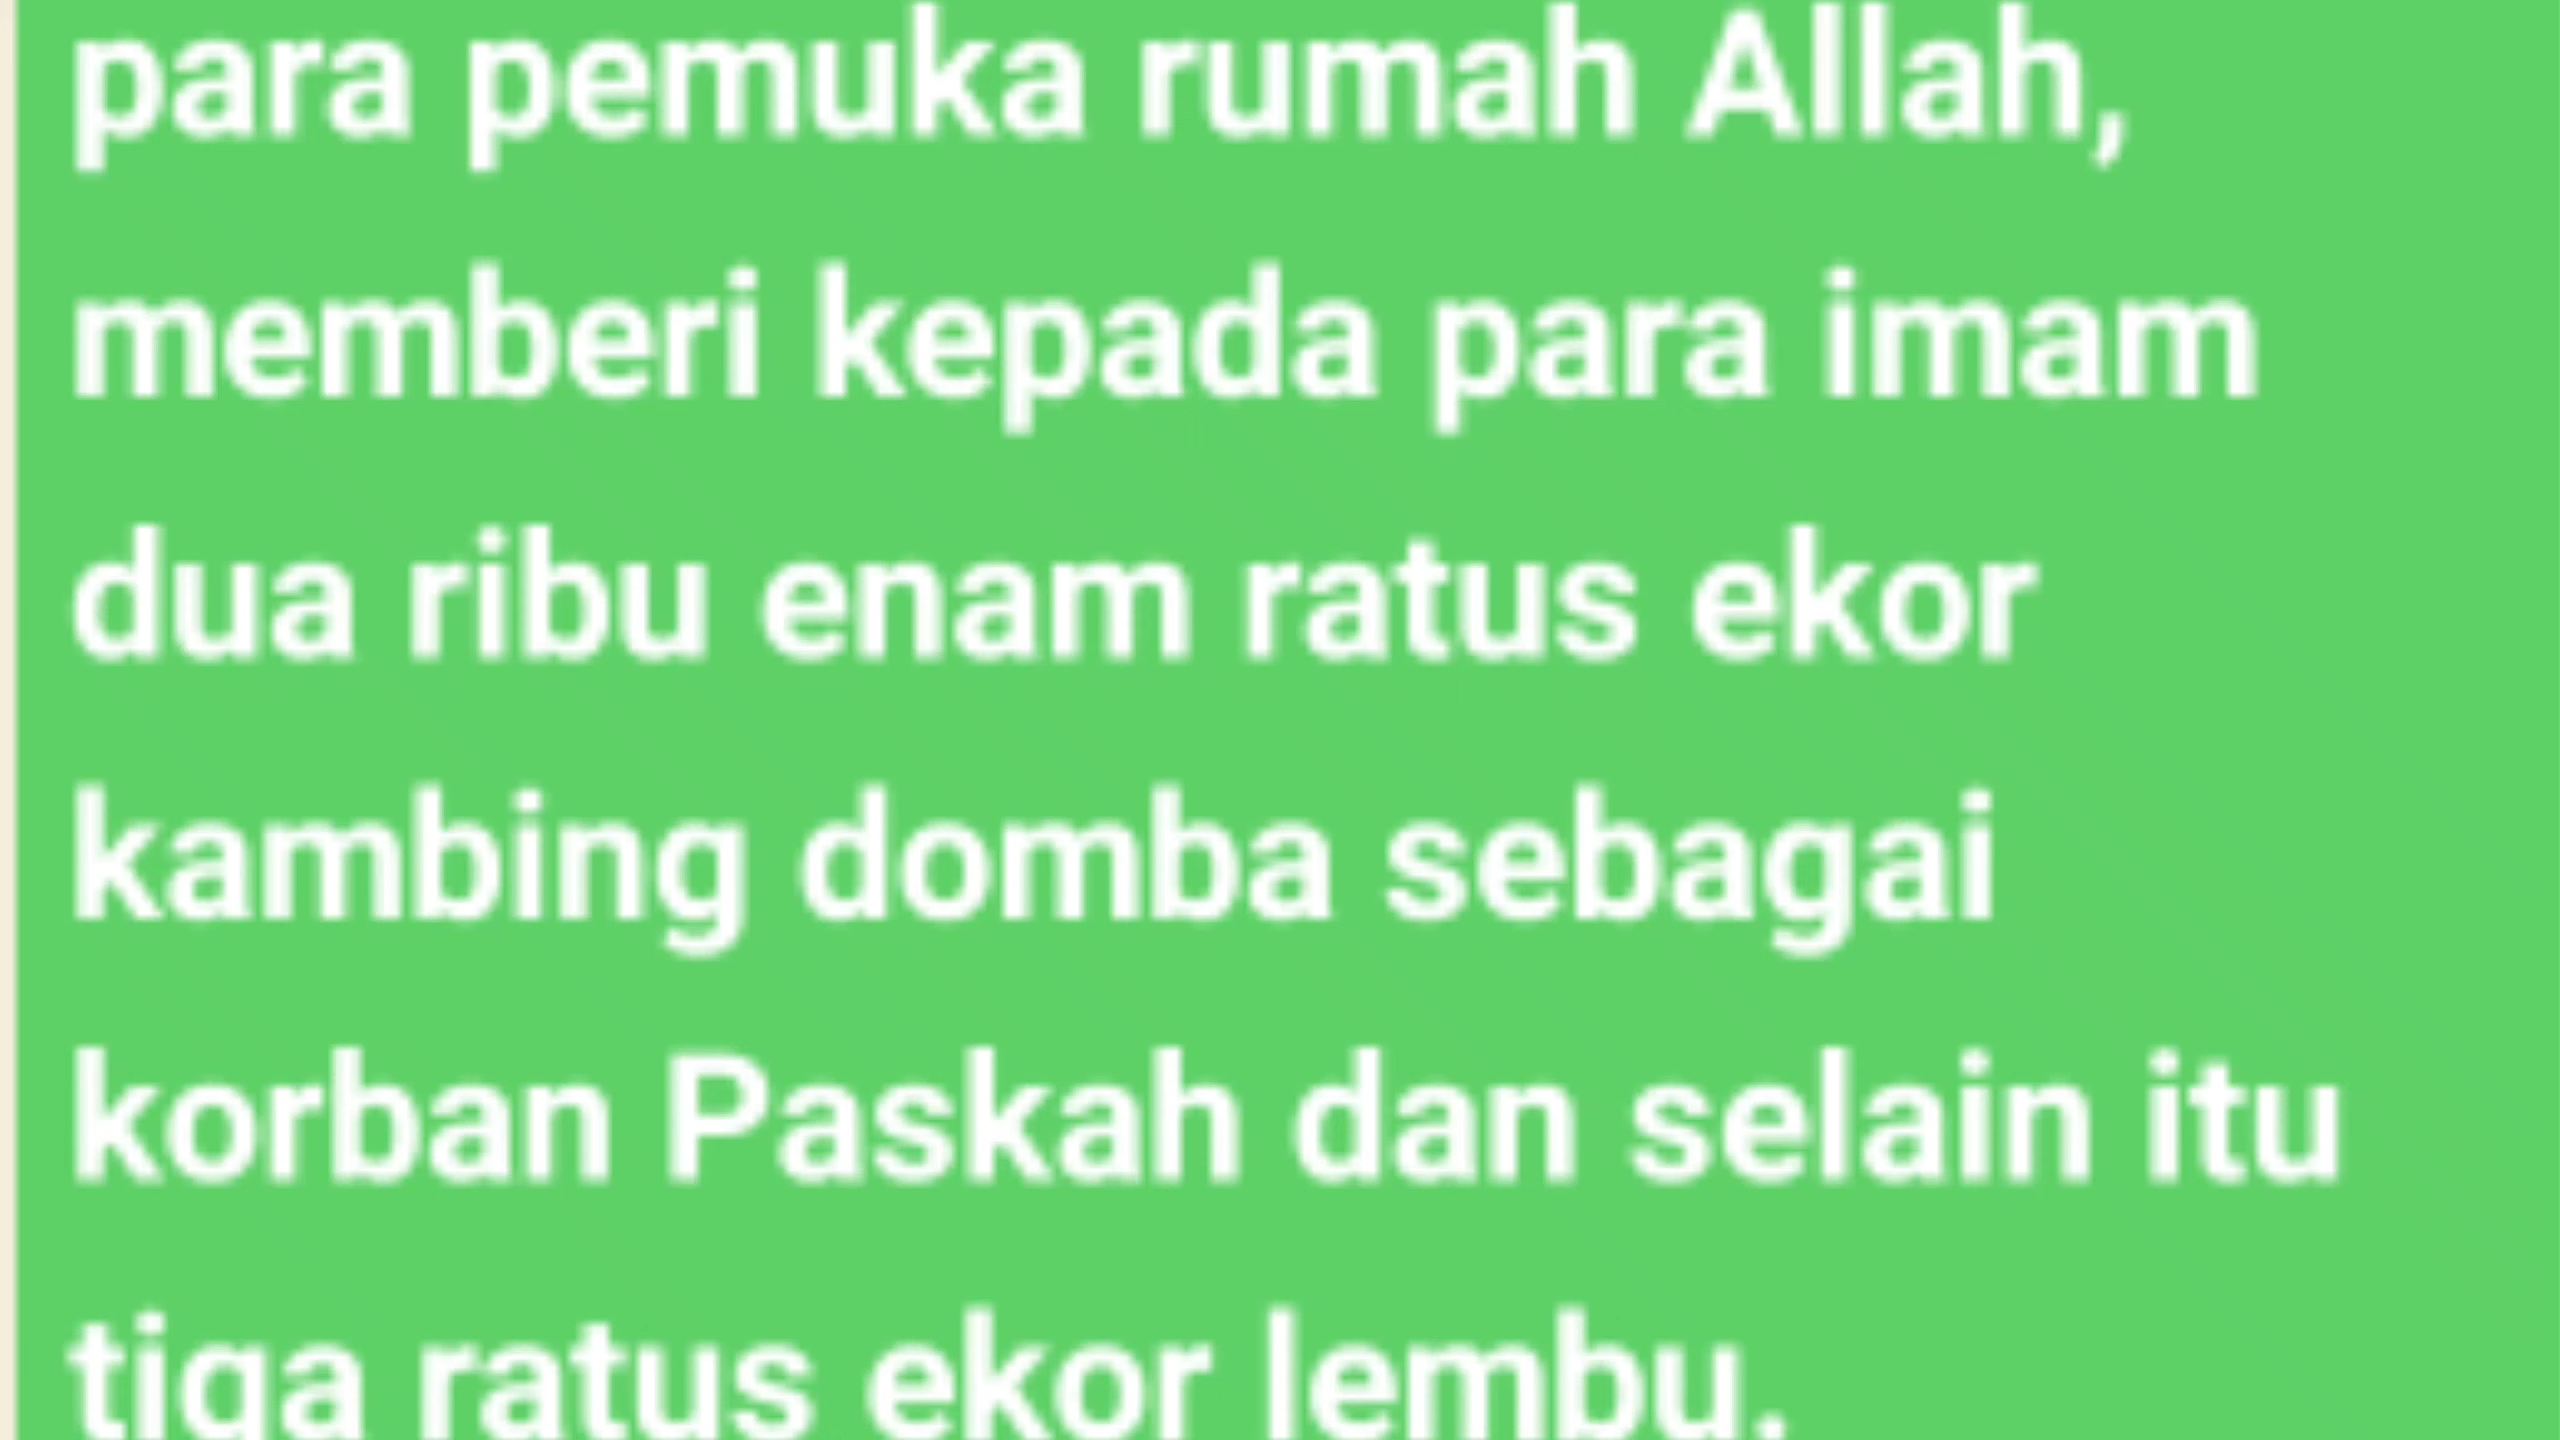 para pemuka rumah Allah,
memberi kepada para imam
dua ribu enam ratus ekor
kambing domba sebagai
korban Paskah dan selain itu
tiga ratus ekor lembu.